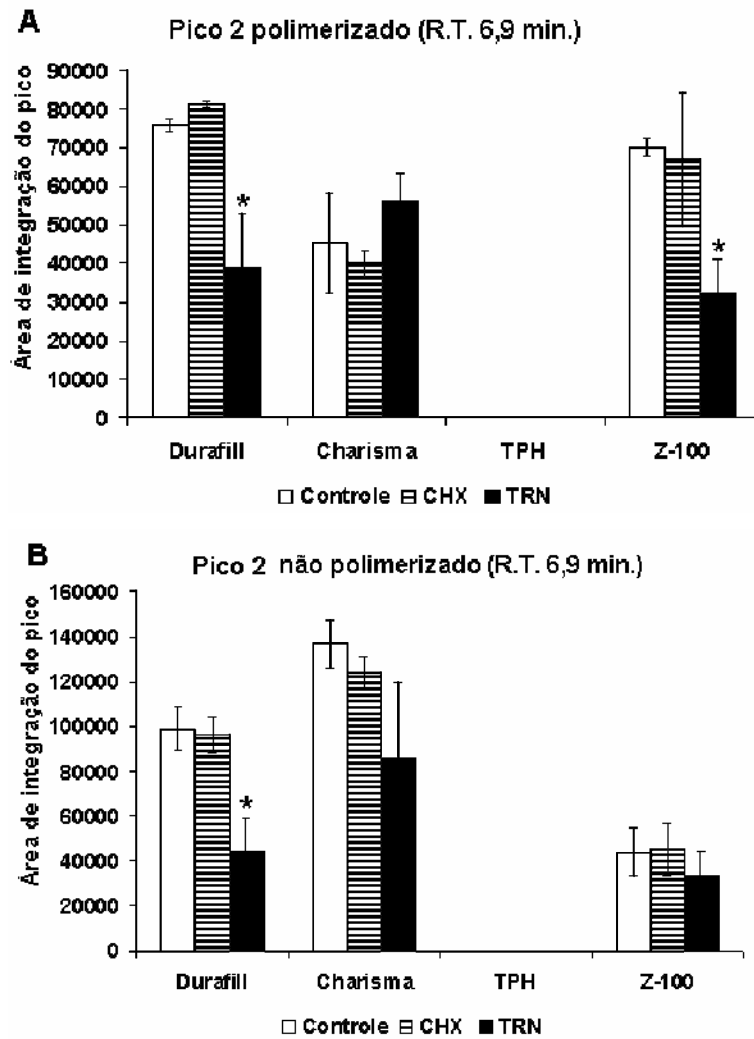 A
Pico 2 polimerizado (R.T. 6,9 min.)
Área de integração do pico
90000
80000
70000
60000
50000
40000
30000
20000
10000
0
*
*
Durafill Charisma TPH Z-100
Controle CHX TRN
B
Pico 2 não polimerizado (R.T. 6,9 min.)
Área de integração do pico
160000
140000
120000
100000
80000
60000
40000
20000
0
*
Durafill Charisma TPH Z-100
Controle CHX TRN